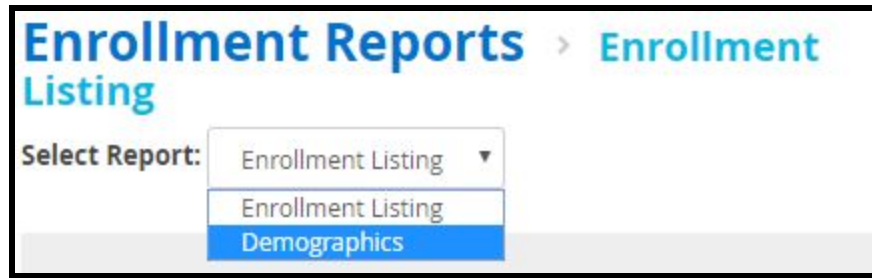 Enrollment Reports > Enrollment
Listing
Select Report: Enrollment Listing ▼
Enrollment Listing
Demographics